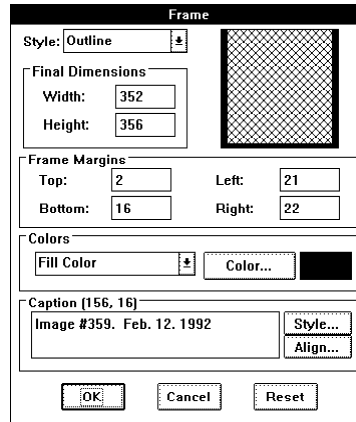 Frame
Style: Outline
Final Dimensions
Width: 352
Height: 356
Frame Margins
Top: 2 Left: 21
Bottom: 16 Right: 22
Colors
Fill Color Color...
Caption (156, 16)
Image #359. Feb. 12. 1992 Style...
Align...
OK Cancel Reset